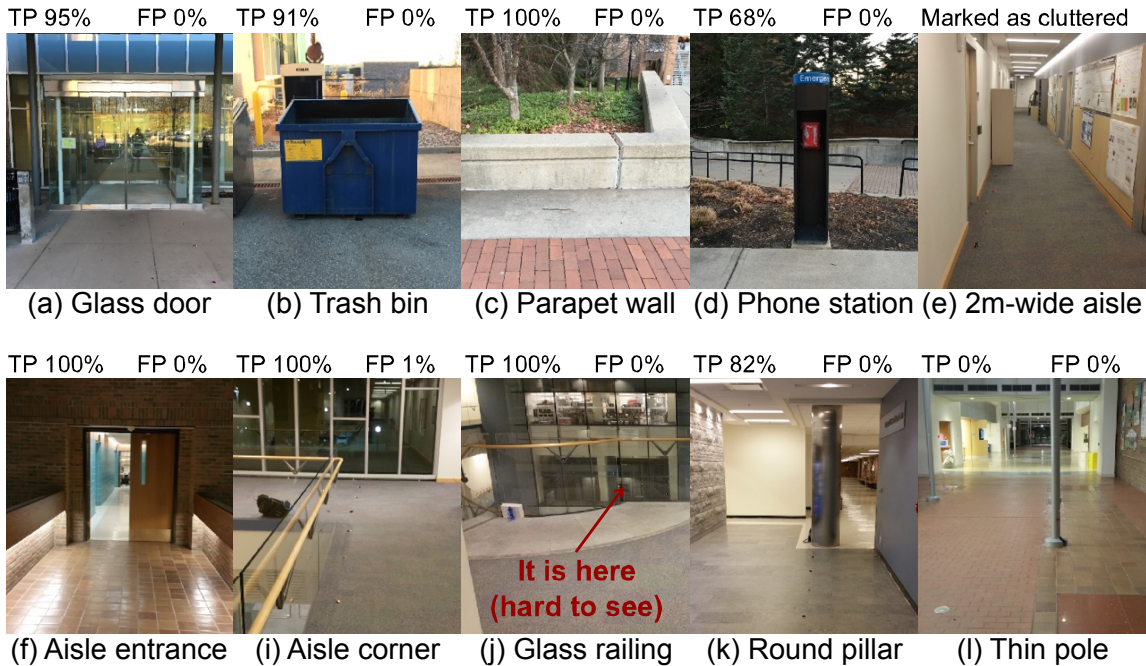 TP 95% FP 0%
TP 91% FP 0%
TP 100% FP 0%
TP 68% FP 0%
Marked as cluttered
Emerge
(a) Glass door
(b) Trash bin
(c) Parapet wall
(d) Phone station
(e) 2m-wide aisle
TP 100% FP 0%
TP 100% FP 1%
TP 100% FP 0%
TP 82% FP 0%
TP 0% FP 0%
It is here
(hard to see)
(f) Aisle entrance
(i) Aisle corner
(j) Glass railing
(k) Round pillar
(l) Thin pole